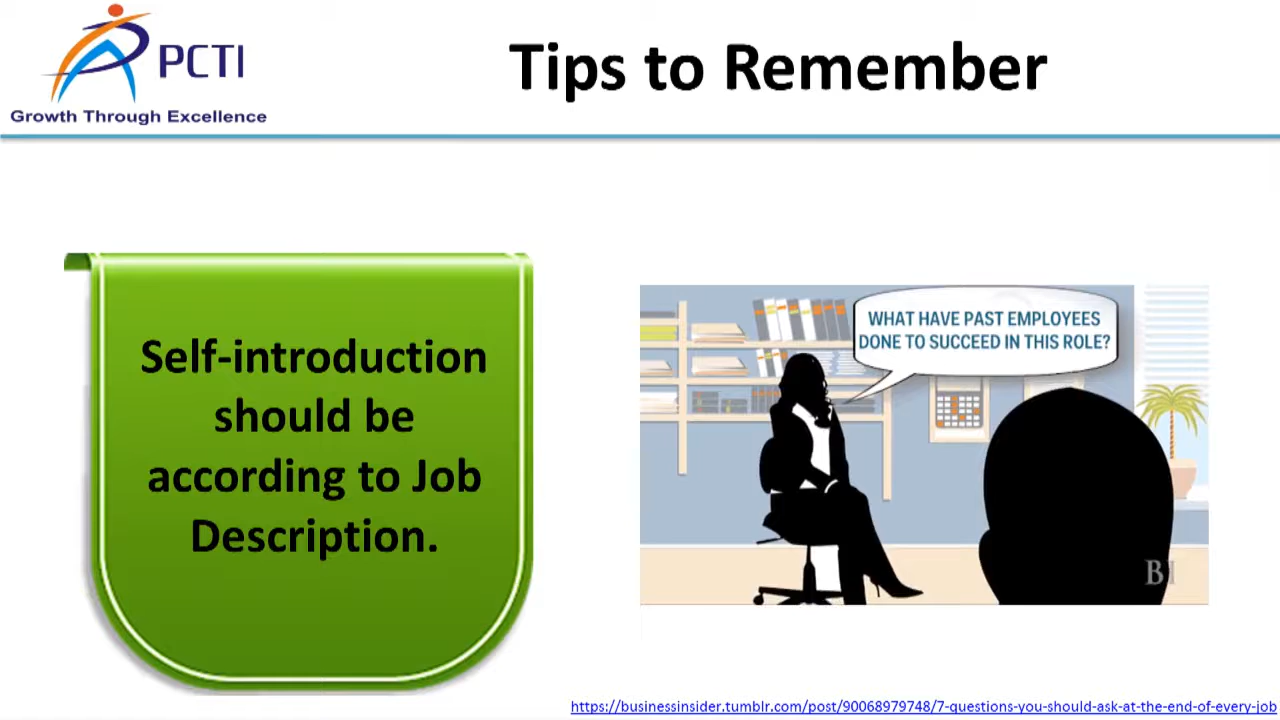 PCTI
Growth Through Excellence
Tips to Remember
Self-introduction
should be
according to Job
Description.
WHAT HAVE PAST EMPLOYEES
DONE TO SUCCEED IN THIS ROLE?
BI
https://businessinsider.tumblr.com/post/90068979748/7-questions-you-should-ask-at-the-end-of-every-job